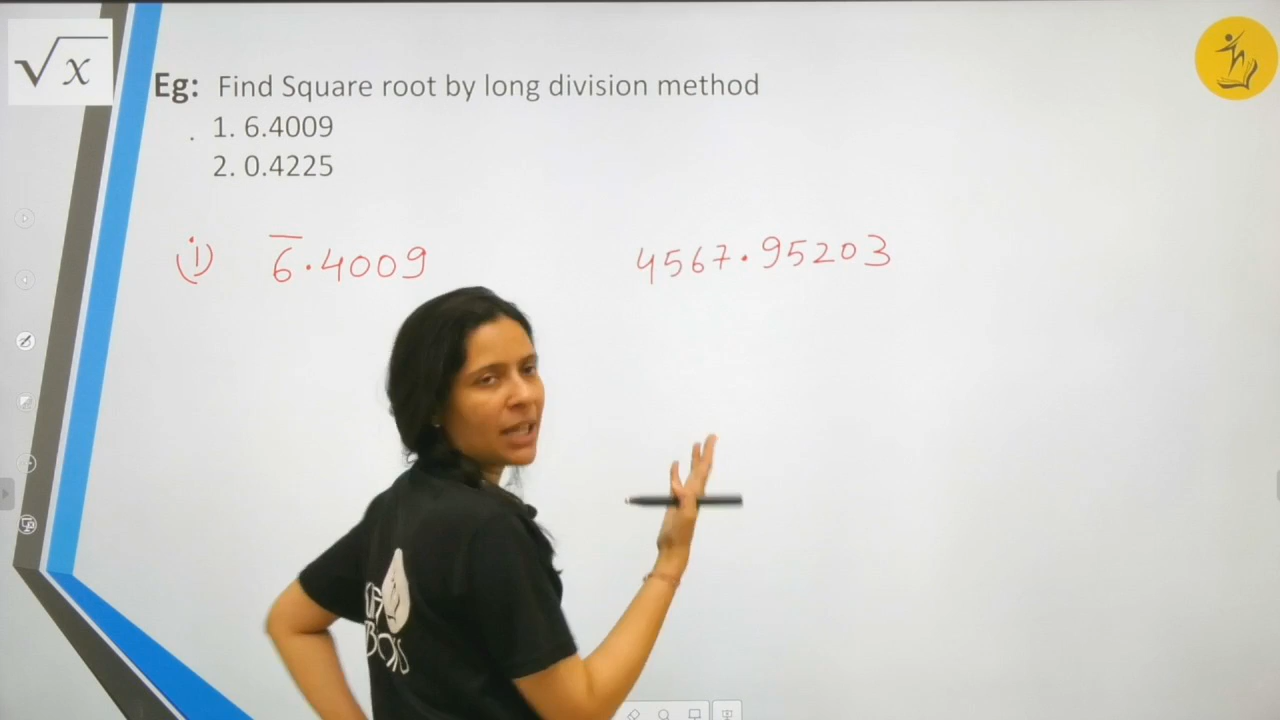 √x
Eg: Find Square root by long division method
1. 6.4009
2. 0.4225
(1) 6.4009
4567.95203